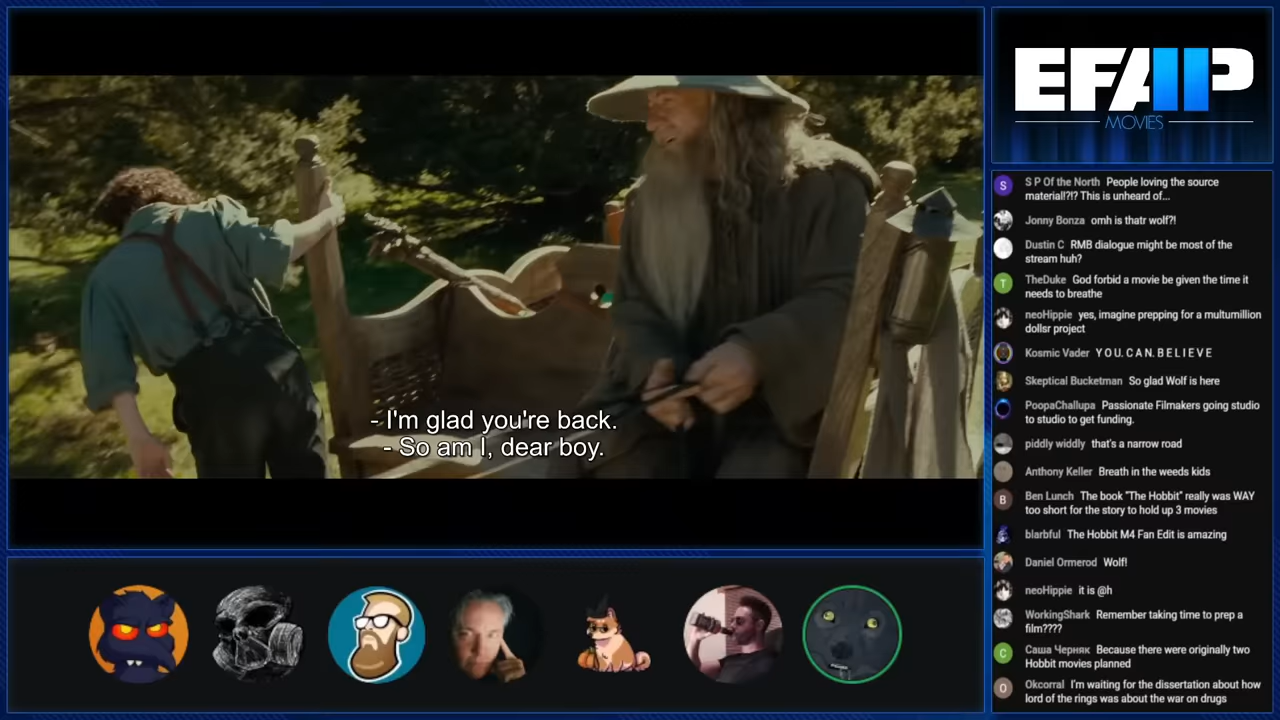 - I'm glad you're back.
- So am I, dear boy.
EFAP
MOVIES
S P Of the North People loving the source
material!?!? This is unheard of...
Jonny Bonza omh is thatr wolf?!
Dustin C RMB dialogue might be most of the
stream huh?
TheDuke God forbid a movie be given the time it
needs to breathe
neoHippie yes, imagine prepping for a multumillion
dollsr project
Kosmic Vader Y O U. C A N. B E L I E V E
Skeptical Bucketman So glad Wolf is here
PoopaChallupa Passionate Filmakers going studio
to studio to get funding.
piddly widdly that's a narrow road
Anthony Keller Breath in the weeds kids
Ben Lunch The book "The Hobbit" really was WAY
too short for the story to hold up 3 movies
blarbful The Hobbit M4 Fan Edit is amazing
Daniel Ormerod Wolf!
neoHippie it is @h
WorkingShark Remember taking time to prep a
film????
Саша Черняк Because there were originally two
Hobbit movies planned
Okcorral I'm waiting for the dissertation about how
lord of the rings was about the war on drugs